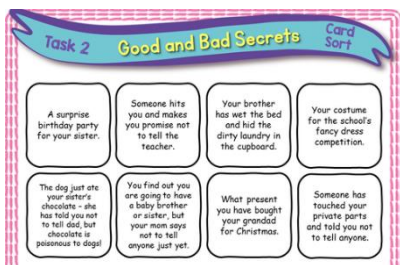 Task 2
Good and Bad Secrets
Card
Sort
A surprise
birthday party
for your sister.
Someone hits
you and makes
you promise not
to tell the
teacher.
Your brother
has wet the bed
and hid the
dirty laundry in
the cupboard.
Your costume
for the school's
fancy dress
competition.
The dog just ate
your sister's
chocolate - she
has told you not
to tell dad, but
chocolate is
poisonous to dogs!
You find out you
are going to have
a baby brother
or sister, but
your mom says
not to tell
anyone just yet.
What present
you have bought
your grandad
for Christmas.
Someone has
touched your
private parts
and told you not
to tell anyone.